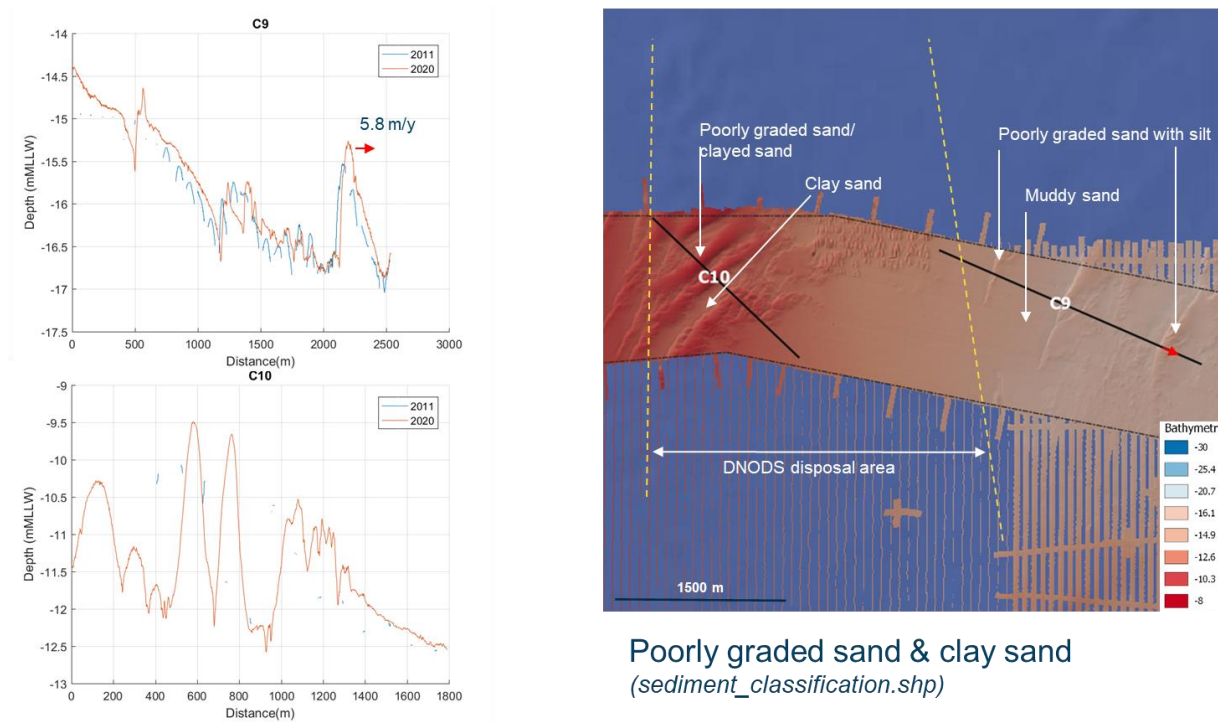 C9
2011
2020
5.8 m/y
-14
-14.5
-15
-15.5
-16
-16.5
-17
-17.5
Depth (mMLLW)
0
500
1000
1500
2000
2500
3000
Distance(m)
C10
2011
2020
-9
-9.5
-10
-10.5
-11
-11.5
-12
-12.5
-13
Depth (mMLLW)
0
200
400
600
800
1000
1200
1400
1600
1800
Distance(m)
Poorly graded sand/
clayed sand
Clay sand
Poorly graded sand with silt
Muddy sand
C10
C9
DNODS disposal area
1500 m
Bathymetr
-30
-25.4
-20.7
-16.1
-14.9
-12.6
-10.3
-8
Poorly graded sand & clay sand
(sediment_classification.shp)